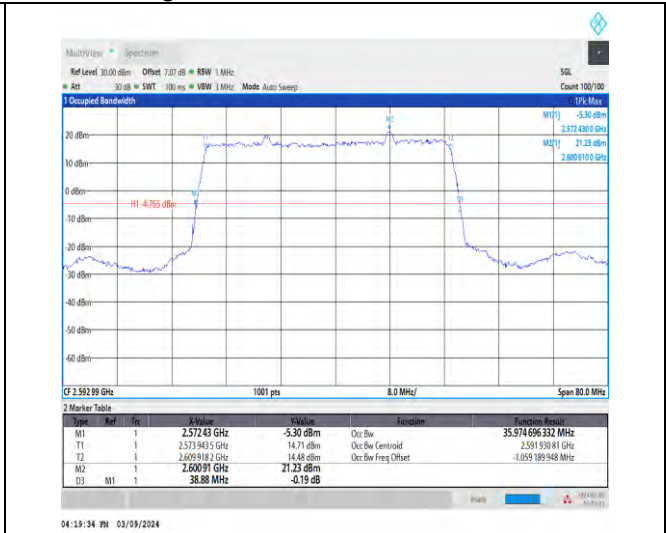 MultiView Spectrum
Ref Level 30.00 dBm Offset 7.07 dB RBW 1 MHz SGL
Att 30 dB SWT 100 ms VBW 3 MHz Mode Auto Sweep Count 100/100
1 Occupied Bandwidth 1Pk Max
M1[1] -5.30 dBm
2.572 4300 GHz
M2[1] 21.23 dBm
2.600 9100 GHz
M2
T1
T2
20 dBm
10 dBm
0 dBm
M1
D3
H1 -4.765 dBm
-10 dBm
-20 dBm
-30 dBm
-40 dBm
-50 dBm
-60 dBm
CF 2.592 99 GHz 1001 pts 8.0 MHz/ Span 80.0 MHz
2 Marker Table
Type Ref Trc X-Value Y-Value Function Function Result
M1 1 2.572 43 GHz -5.30 dBm Occ Bw 35.974 696 332 MHz
T1 1 2.573 943 5 GHz 14.71 dBm Occ Bw Centroid 2.591 930 81 GHz
T2 1 2.609 918 2 GHz 14.48 dBm Occ Bw Freq Offset -1.059 189 948 MHz
M2 1 2.600 91 GHz 21.23 dBm
D3 M1 1 38.88 MHz -0.19 dB
04:19:34 PM 03/09/2024